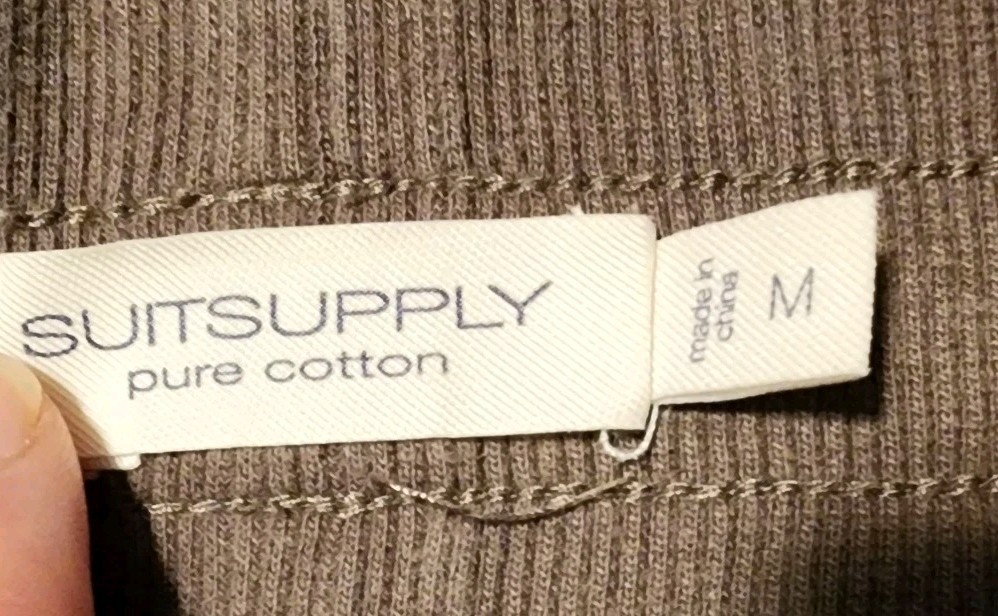 SUITSUPPLY
pure cotton
made in
china
M